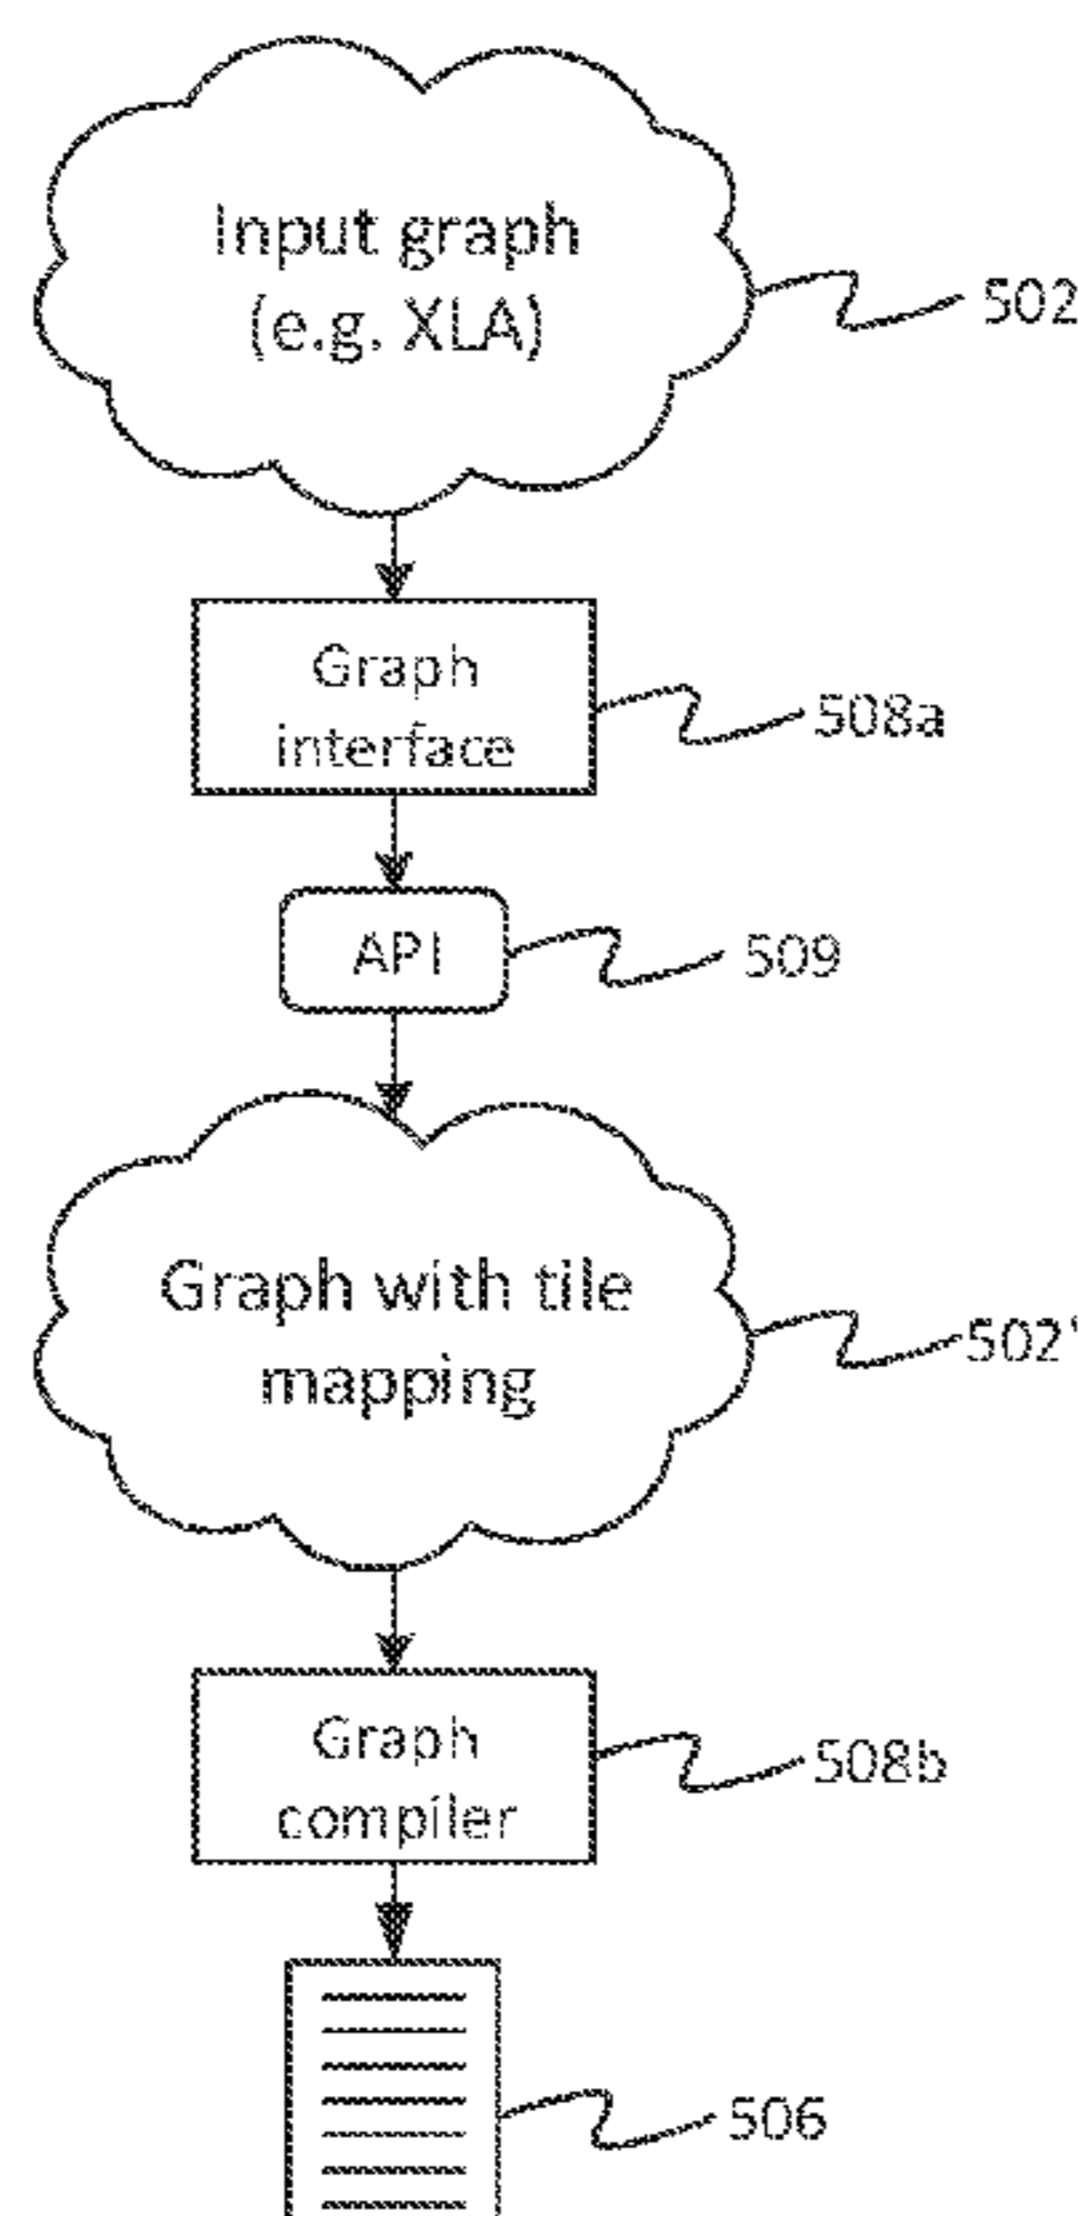 Input graph
(e.g. XLA)
502
Graph
interface
508a
API
509
Graph with tile
mapping
502'
Graph
compiler
508b
506